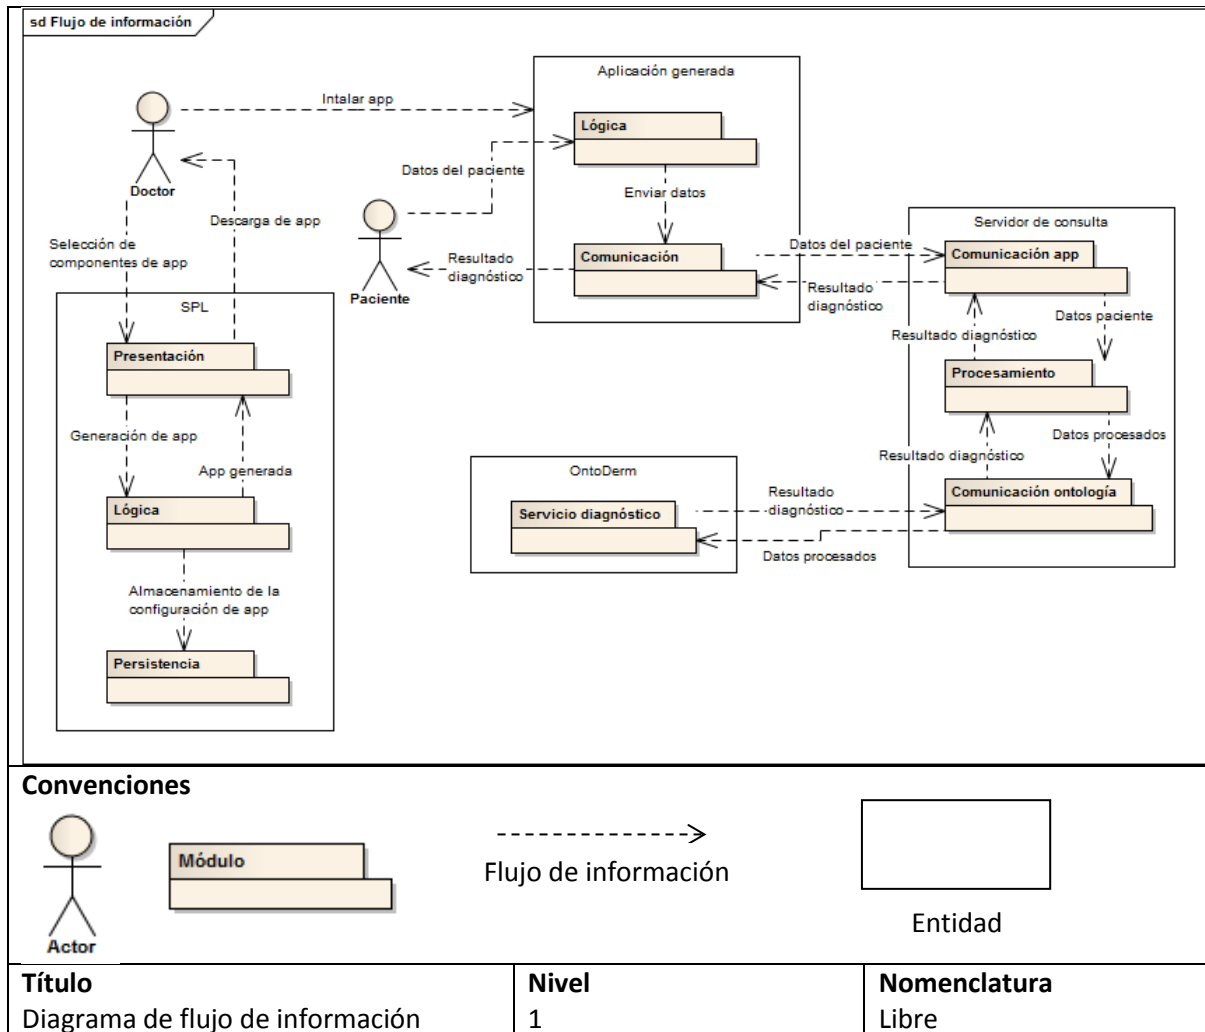 sd Flujo de información
Aplicación generada
Intalar app
Lógica
Datos del paciente
Doctor
Enviar datos
Descarga de app
Selección de
componentes de app
Servidor de consulta
Datos del paciente
Comunicación app
Resultado
diagnóstico
Comunicación
Paciente
Resultado
diagnóstico
SPL
Datos paciente
Resultado diagnóstico
Presentación
Procesamiento
Generación de app
Datos procesados
Resultado diagnóstico
App generada
OntoDerm
Resultado
diagnóstico
Comunicación ontología
Lógica
Servicio diagnóstico
Datos procesados
Almacenamiento de la
configuración de app
Persistencia
Convenciones
Módulo
Flujo de información
Entidad
Actor
Título
Nivel
Nomenclatura
Diagrama de flujo de información
1
Libre